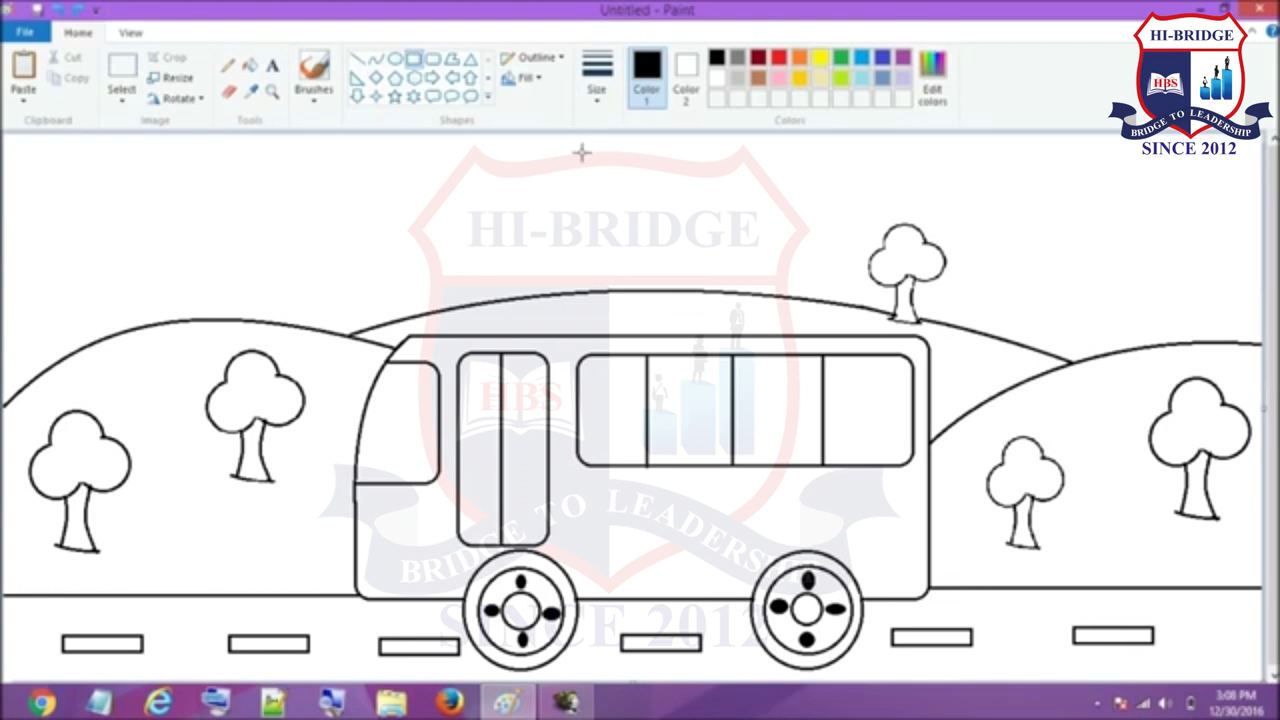 Untitled - Paint
File
Home
View
Paste
Cut
Copy
Clipboard
Select
Crop
Resize
Rotate
Image
A
Tools
Brushes
Shapes
Outline
Fill
Size
Color
1
Color
2
Edit
colors
Colors
HI-BRIDGE
HBS
BRIDGE TO LEADERSHIP
SINCE 2012
HI-BRIDGE
HBS
BRIDGE TO LEADERSHIP
SINCE 2012
3:08 PM
12/30/2016